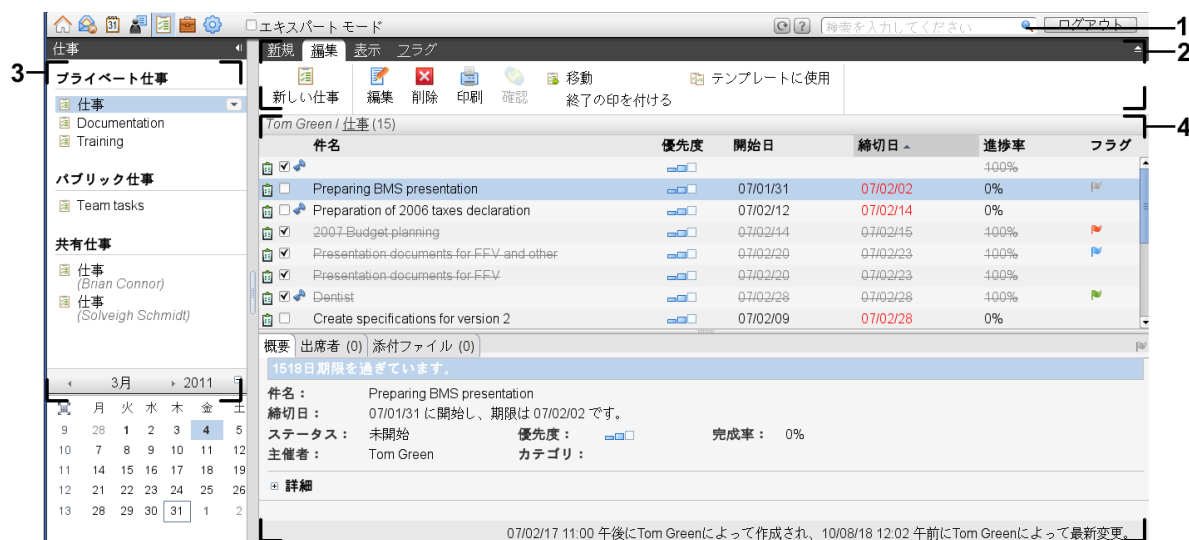 31 エキスパート モード 検索を入力してください ログアウト 1
仕事 新規 編集 表示 フラグ 2
3
プライベート仕事
仕事
Documentation
Training
パブリック仕事
Team tasks
共有仕事
仕事
(Brian Connor)
仕事
(Solveigh Schmidt)
新しい仕事 編集 削除 印刷 確認 移動 テンプレートに使用
終了の印を付ける
Tom Green / 仕事 (15) 4
件名 優先度 開始日 締切日 進捗率 フラグ
100%
Preparing BMS presentation 07/01/31 07/02/02 0%
Preparation of 2006 taxes declaration 07/02/12 07/02/14 0%
2007 Budget planning 07/02/14 07/02/15 100%
Presentation documents for FFV and other 07/02/20 07/02/23 100%
Presentation documents for FFV 07/02/20 07/02/23 100%
Dentist 07/02/28 07/02/28 100%
Create specifications for version 2 07/02/09 07/02/28 0%
概要 出席者 (0) 添付ファイル (0)
1518日期限を過ぎています。
件名： Preparing BMS presentation
締切日： 07/01/31 に開始し、期限は 07/02/02 です。
ステータス： 未開始 優先度： 完成率： 0%
主催者： Tom Green カテゴリ：
詳細
07/02/17 11:00 午後にTom Greenによって作成され、10/08/18 12:02 午前にTom Greenによって最新変更。
3月 2011
月 火 水 木 金 土
9 28 1 2 3 4 5
10 7 8 9 10 11 12
11 14 15 16 17 18 19
12 21 22 23 24 25 26
13 28 29 30 31 1 2